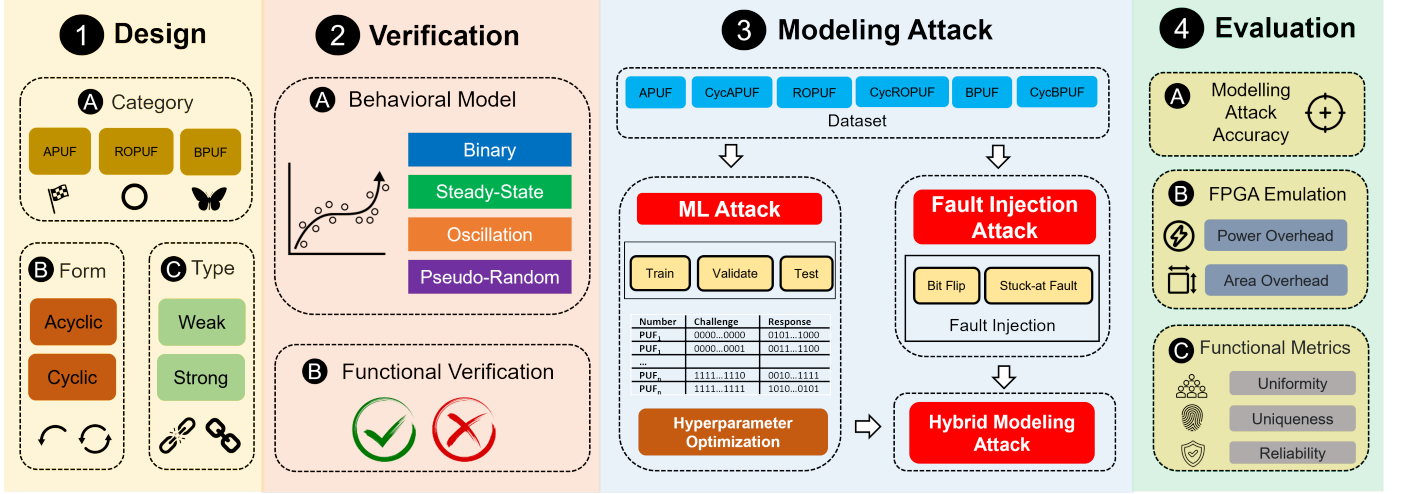 1 Design
A Category
APUF ROPUF BPUF
B Form
Acyclic
Cyclic
C Type
Weak
Strong
2 Verification
A Behavioral Model
Binary
Steady-State
Oscillation
Pseudo-Random
B Functional Verification
3 Modeling Attack
APUF CycAPUF ROPUF CycROPUF BPUF CycBPUF
Dataset
ML Attack
Train Validate Test
Number Challenge Response
PUF1 0000...0000 0101...1000
PUF1 0000...0001 0011...1100
...
PUFn 1111...1110 0010...1111
PUFn 1111...1111 1010...0101
Hyperparameter
Optimization
Fault Injection
Attack
Bit Flip Stuck-at Fault
Fault Injection
Hybrid Modeling
Attack
4 Evaluation
A Modelling
Attack
Accuracy
B FPGA Emulation
Power Overhead
Area Overhead
C Functional Metrics
Uniformity
Uniqueness
Reliability